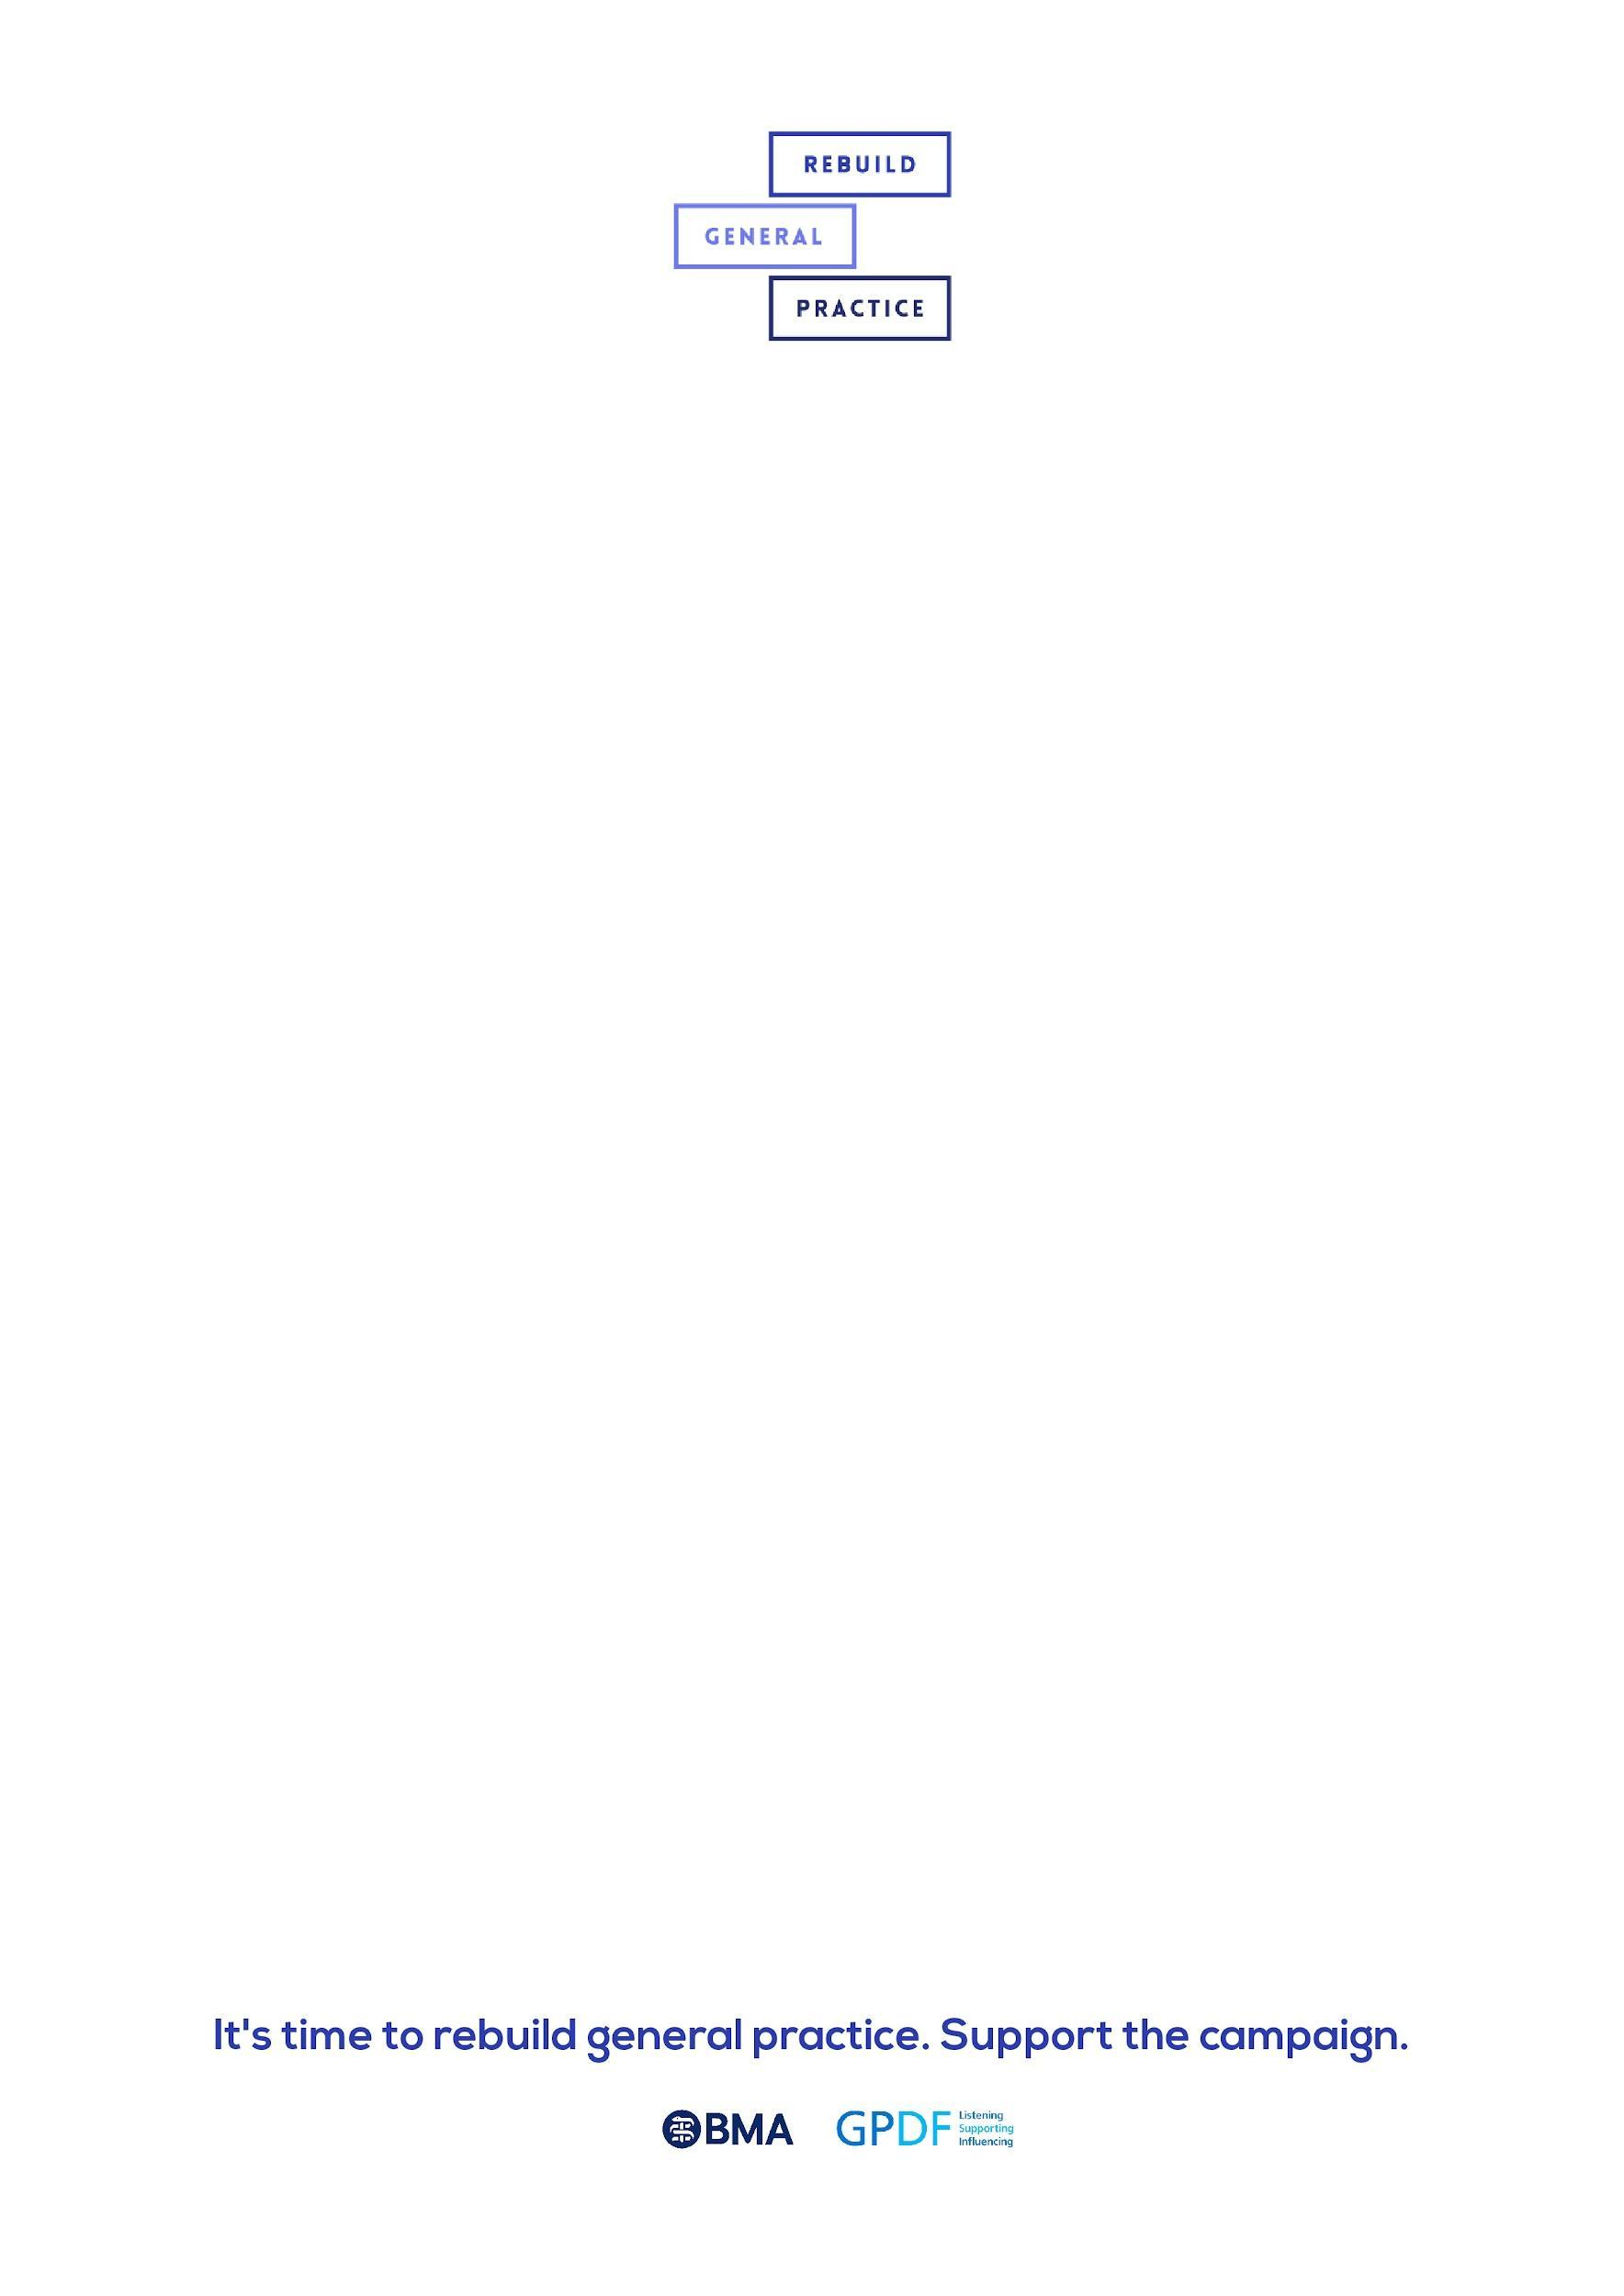 REBUILD
GENERAL
PRACTICE
It's time to rebuild general practice. Support the campaign.
BMA
GPDF
Listening
Supporting
Influencing